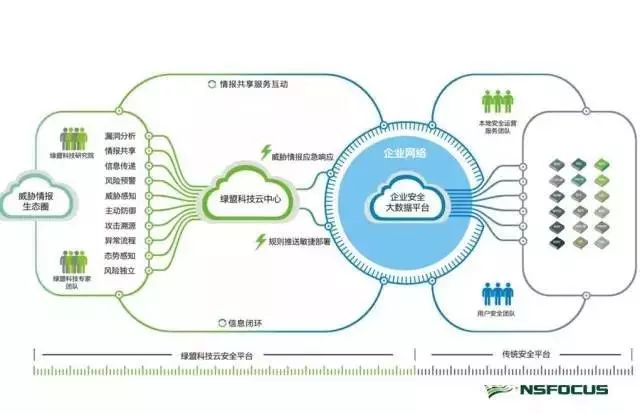 情报共享服务互动
绿盟科技研究院
漏洞分析
情报共享
信息传递
风险预警
威胁感知
主动防御
攻击溯源
异常流程
态势感知
风险独立
威胁情报
生态圈
绿盟科技专家
团队
绿盟科技云中心
威胁情报应急响应
规则推送敏捷部署
企业网络
企业安全
大数据平台
本地安全运营
服务团队
用户安全团队
信息闭环
绿盟科技云安全平台
传统安全平台
NSFOCUS